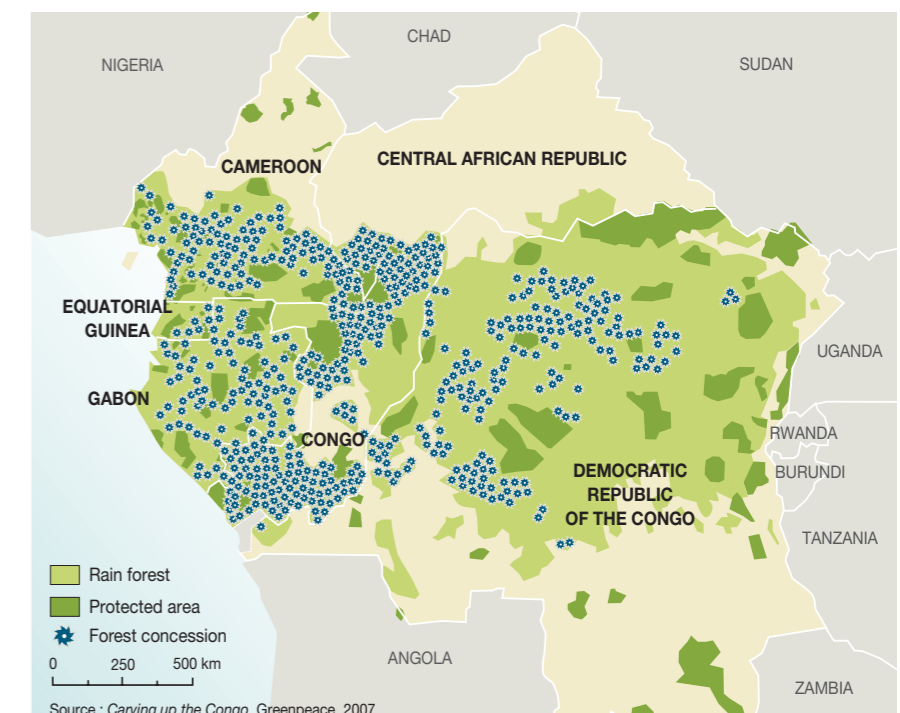 CHAD
NIGERIA
SUDAN
CENTRAL AFRICAN REPUBLIC
CAMEROON
EQUATORIAL
GUINEA
UGANDA
GABON
RWANDA
CONGO
BURUNDI
DEMOCRATIC
REPUBLIC
OF THE CONGO
TANZANIA
Rain forest
Protected area
Forest concession
0 250 500 km
ANGOLA
ZAMBIA
Source : Carving up the Congo, Greenpeace, 2007